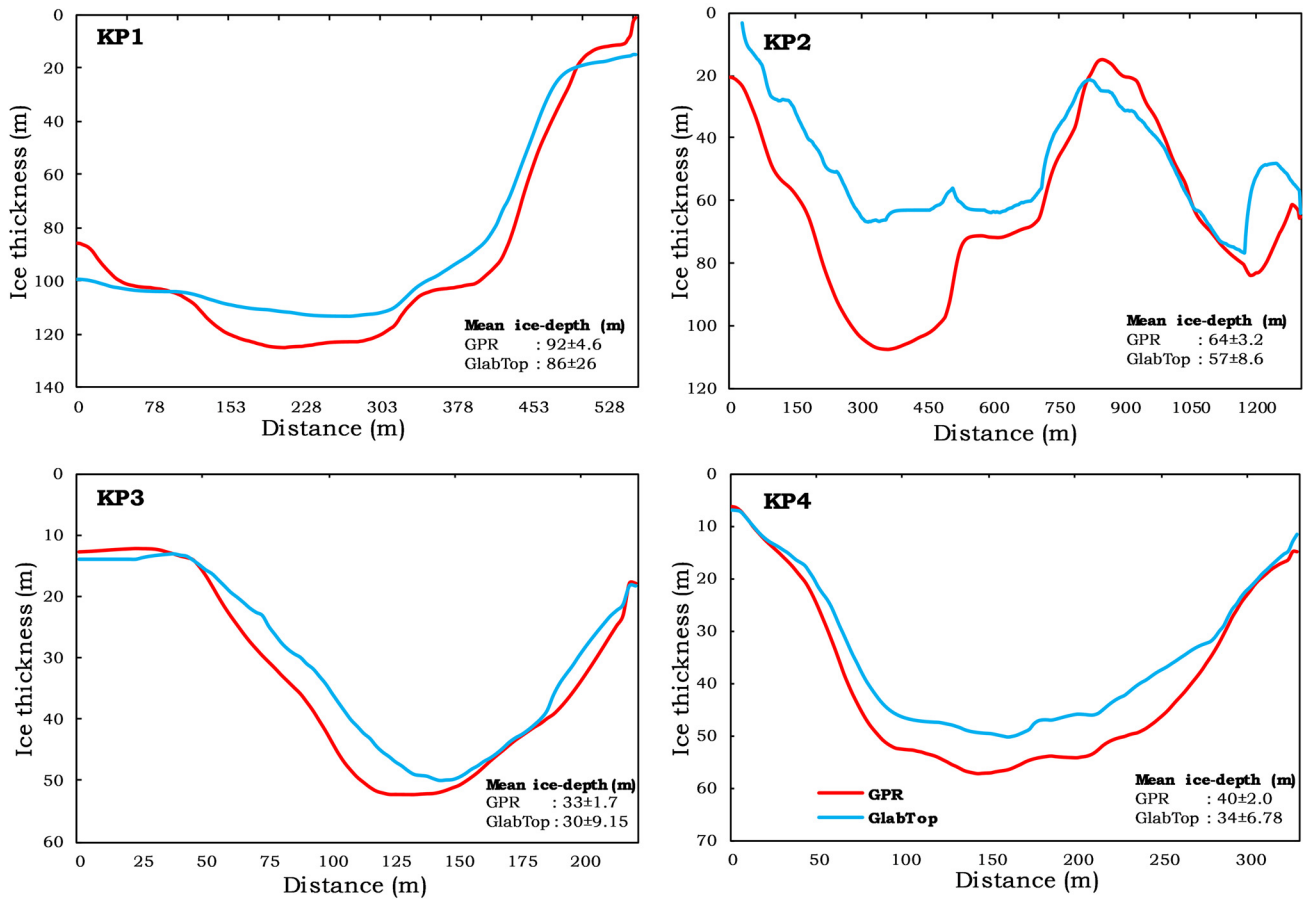 KP1
Ice thickness (m)
0
20
40
60
80
100
120
140
0 78 153 228 303 378 453 528
Distance (m)
Mean ice-depth (m)
GPR : 92±4.6
GlabTop : 86±26
KP2
Ice thickness (m)
0
20
40
60
80
100
120
0 150 300 450 600 750 900 1050 1200
Distance (m)
Mean ice-depth (m)
GPR : 64±3.2
GlabTop : 57±8.6
KP3
Ice thickness (m)
0
10
20
30
40
50
60
0 25 50 75 100 125 150 175 200
Distance (m)
Mean ice-depth (m)
GPR : 33±1.7
GlabTop : 30±9.15
KP4
Ice thickness (m)
0
10
20
30
40
50
60
70
0 50 100 150 200 250 300
Distance (m)
GPR
GlabTop
Mean ice-depth (m)
GPR : 40±2.0
GlabTop : 34±6.78